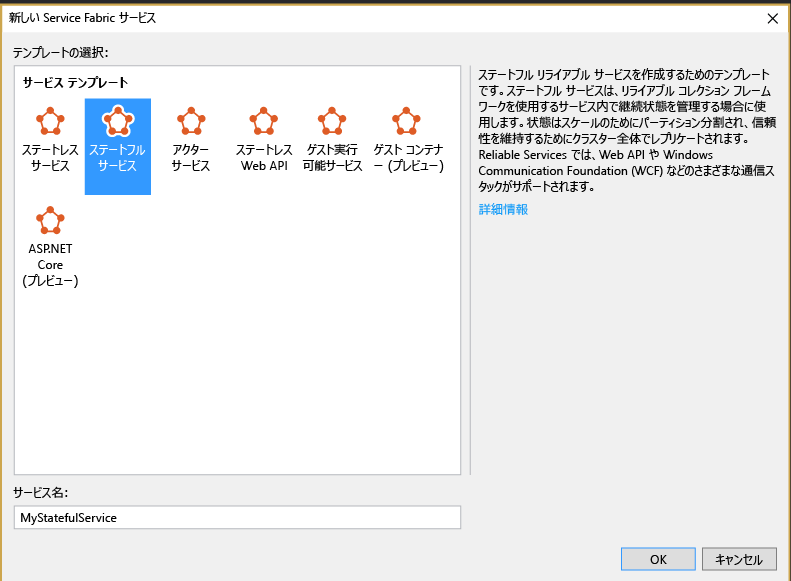 新しい Service Fabric サービス
テンプレートの選択:
サービス テンプレート
ステートレス
サービス
ステートフル
サービス
アクター
サービス
ステートレス
Web API
ゲスト実行
可能サービス
ゲスト コンテナ
ー (プレビュー)
ASP.NET
Core
(プレビュー)
ステートフル リライアブル サービスを作成するためのテンプレート
です。ステートフル サービスは、リライアブル コレクション フレーム
ワークを使用するサービス内で継続状態を管理する場合に使
用します。状態はスケールのためにパーティション分割され、信頼
性を維持するためにクラスター全体でレプリケートされます。
Reliable Services では、Web API や Windows
Communication Foundation (WCF) などのさまざまな通信ス
タックがサポートされます。
詳細情報
サービス名:
MyStatefulService
OK
キャンセル